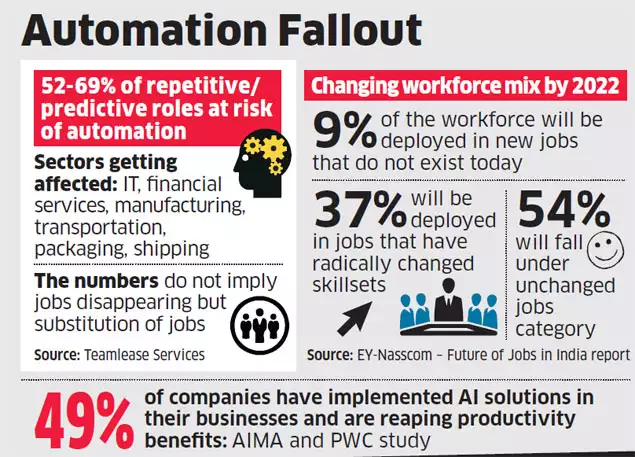 Automation Fallout
52-69% of repetitive/
predictive roles at risk
of automation
Sectors getting
affected: IT, financial
services, manufacturing,
transportation,
packaging, shipping
The numbers do not imply
jobs disappearing but
substitution of jobs
Source: Teamlease Services
Changing workforce mix by 2022
9% of the workforce will be
deployed in new jobs
that do not exist today
37% will be
deployed
in jobs that have
radically changed
skillsets
54%
will fall
under
unchanged
jobs
category
Source: EY-Nasscom – Future of Jobs in India report
49% of companies have implemented AI solutions in
their businesses and are reaping productivity
benefits: AIMA and PWC study